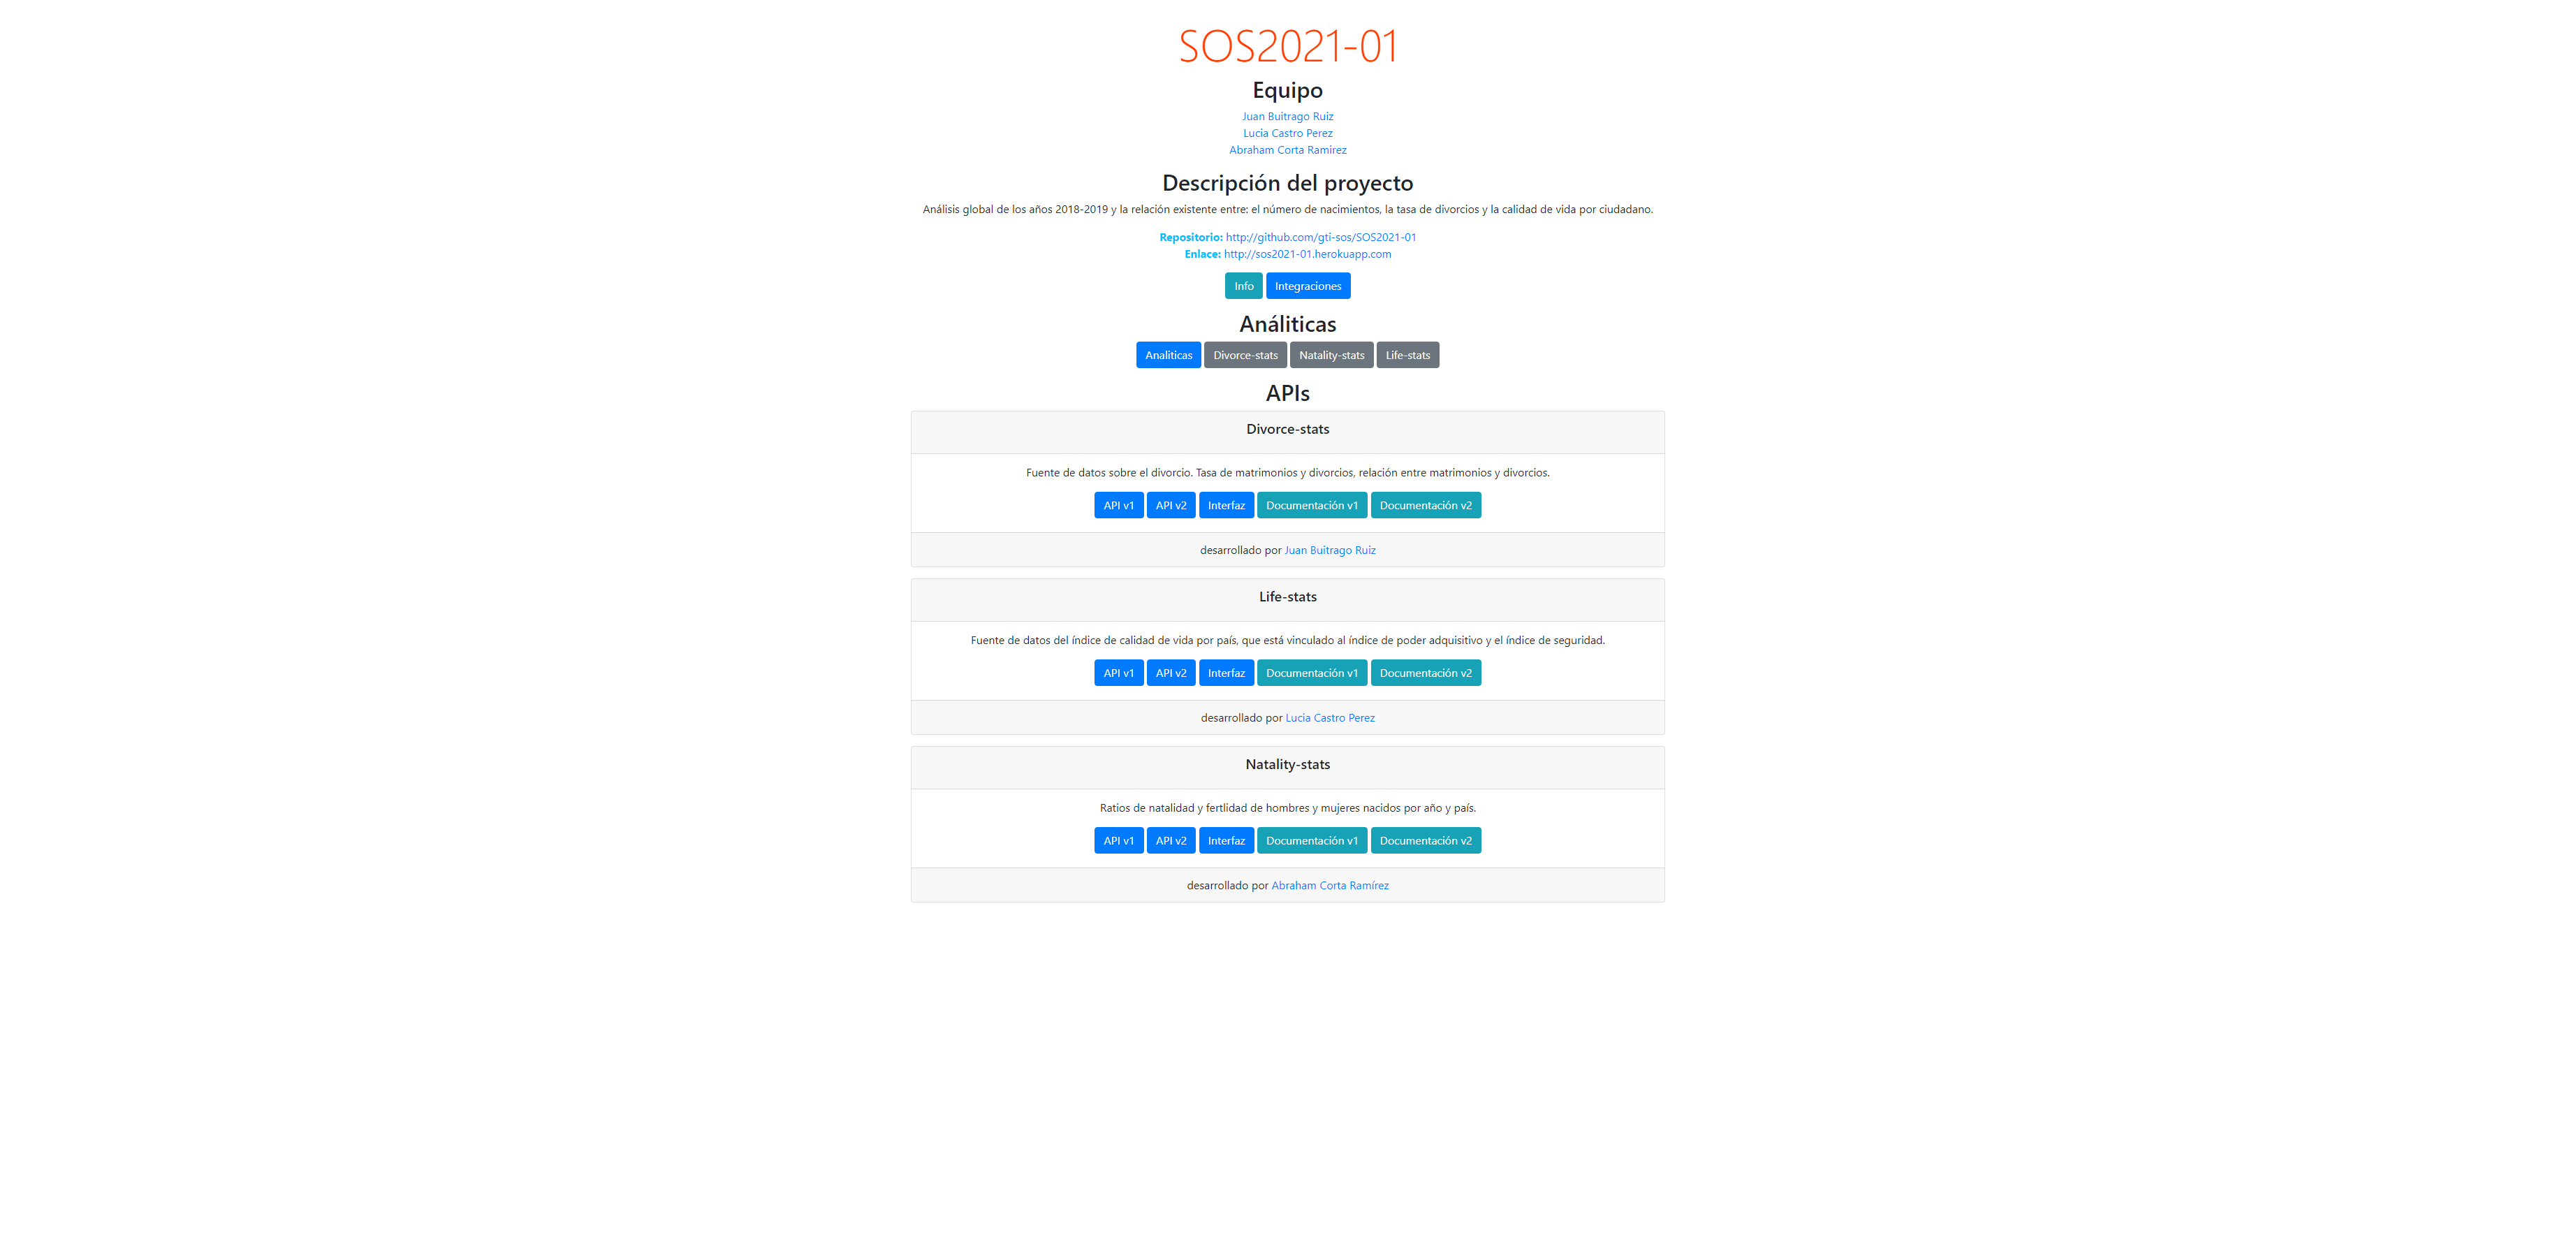 SOS2021-01
Equipo
Juan Buitrago Ruiz
Lucia Castro Perez
Abraham Corta Ramirez
Descripción del proyecto
Análisis global de los años 2018-2019 y la relación existente entre: el número de nacimientos, la tasa de divorcios y la calidad de vida por ciudadano.
Repositorio: http://github.com/gti-sos/SOS2021-01
Enlace: http://sos2021-01.herokuapp.com
Info Integraciones
Análiticas
Analiticas Divorce-stats Natality-stats Life-stats
APIs
Divorce-stats
Fuente de datos sobre el divorcio. Tasa de matrimonios y divorcios, relación entre matrimonios y divorcios.
API v1 API v2 Interfaz Documentación v1 Documentación v2
desarrollado por Juan Buitrago Ruiz
Life-stats
Fuente de datos del índice de calidad de vida por país, que está vinculado al índice de poder adquisitivo y el índice de seguridad.
API v1 API v2 Interfaz Documentación v1 Documentación v2
desarrollado por Lucia Castro Perez
Natality-stats
Ratios de natalidad y fertlidad de hombres y mujeres nacidos por año y país.
API v1 API v2 Interfaz Documentación v1 Documentación v2
desarrollado por Abraham Corta Ramírez